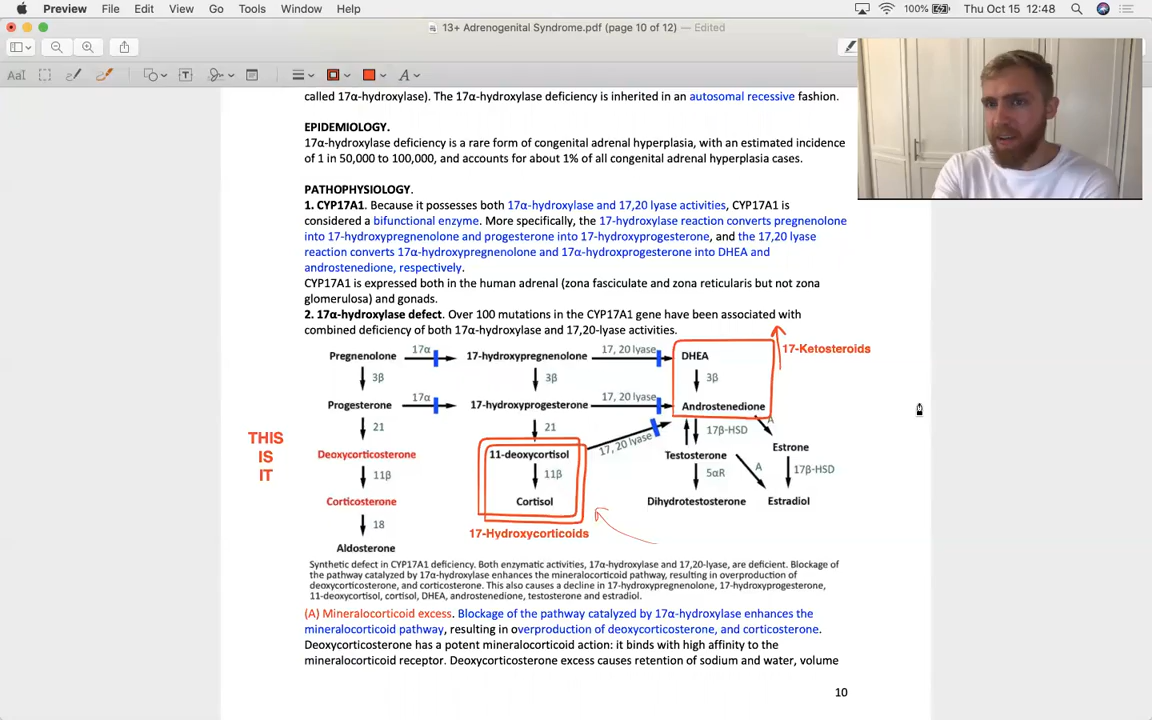 Preview File Edit View Go Tools Window Help 100% Thu Oct 15 12:48
13+ Adrenogenital Syndrome.pdf (page 10 of 12) — Edited
called 17α-hydroxylase). The 17α-hydroxylase deficiency is inherited in an autosomal recessive fashion.
EPIDEMIOLOGY.
17α-hydroxylase deficiency is a rare form of congenital adrenal hyperplasia, with an estimated incidence
of 1 in 50,000 to 100,000, and accounts for about 1% of all congenital adrenal hyperplasia cases.
PATHOPHYSIOLOGY.
1. CYP17A1. Because it possesses both 17α-hydroxylase and 17,20 lyase activities, CYP17A1 is
considered a bifunctional enzyme. More specifically, the 17-hydroxylase reaction converts pregnenolone
into 17-hydroxypregnenolone and progesterone into 17-hydroxyprogesterone, and the 17,20 lyase
reaction converts 17α-hydroxypregnenolone and 17α-hydroxprogesterone into DHEA and
androstenedione, respectively.
CYP17A1 is expressed both in the human adrenal (zona fasciculate and zona reticularis but not zona
glomerulosa) and gonads.
2. 17α-hydroxylase defect. Over 100 mutations in the CYP17A1 gene have been associated with
combined deficiency of both 17α-hydroxylase and 17,20-lyase activities.
Pregnenolone 17α 17-hydroxypregnenolone 17, 20 lyase DHEA 17-Ketosteroids
3β 3β 3β
Progesterone 17α 17-hydroxyprogesterone 17, 20 lyase Androstenedione
21 21 17, 20 lyase 17β-HSD A
THIS
IS
IT
Deoxycorticosterone 11-deoxycortisol Testosterone Estrone
11β 11β 5αR A 17β-HSD
Corticosterone Cortisol Dihydrotestosterone Estradiol
18 17-Hydroxycorticoids
Aldosterone
Synthetic defect in CYP17A1 deficiency. Both enzymatic activities, 17α-hydroxylase and 17,20-lyase, are deficient. Blockage of
the pathway catalyzed by 17α-hydroxylase enhances the mineralocorticoid pathway, resulting in overproduction of
deoxycorticosterone, and corticosterone. This also causes a decline in 17-hydroxypregnenolone, 17-hydroxyprogesterone,
11-deoxycortisol, cortisol, DHEA, androstenedione, testosterone and estradiol.
(A) Mineralocorticoid excess. Blockage of the pathway catalyzed by 17α-hydroxylase enhances the
mineralocorticoid pathway, resulting in overproduction of deoxycorticosterone, and corticosterone.
Deoxycorticosterone has a potent mineralocorticoid action: it binds with high affinity to the
mineralocorticoid receptor. Deoxycorticosterone excess causes retention of sodium and water, volume
10